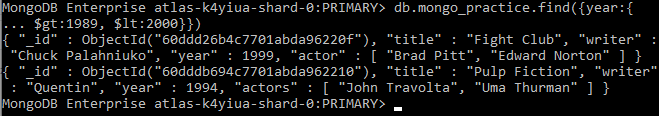 MongoDB Enterprise atlas-k4yiua-shard-0:PRIMARY> db.mongo_practice.find({year:{
... $gt:1989, $lt:2000}})
{ "_id" : ObjectId("60ddd26b4c7701abda96220f"), "title" : "Fight Club", "writer" :
 "Chuck Palahniuko", "year" : 1999, "actor" : [ "Brad Pitt", "Edward Norton" ] }
{ "_id" : ObjectId("60dddb694c7701abda962210"), "title" : "Pulp Fiction", "writer"
 : "Quentin", "year" : 1994, "actors" : [ "John Travolta", "Uma Thurman" ] }
MongoDB Enterprise atlas-k4yiua-shard-0:PRIMARY> _